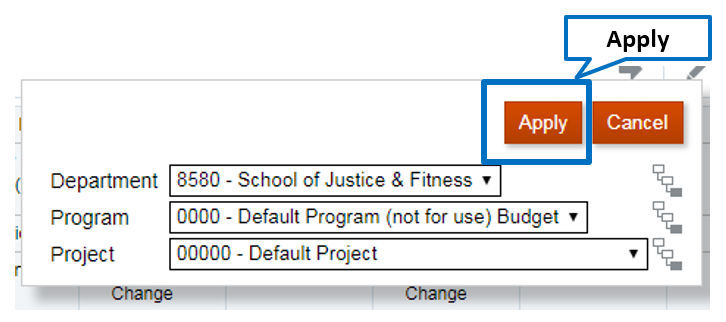 Apply
Apply Cancel
Department 8580 - School of Justice & Fitness
Program 0000 - Default Program (not for use) Budget
Project 00000 - Default Project
Change Change